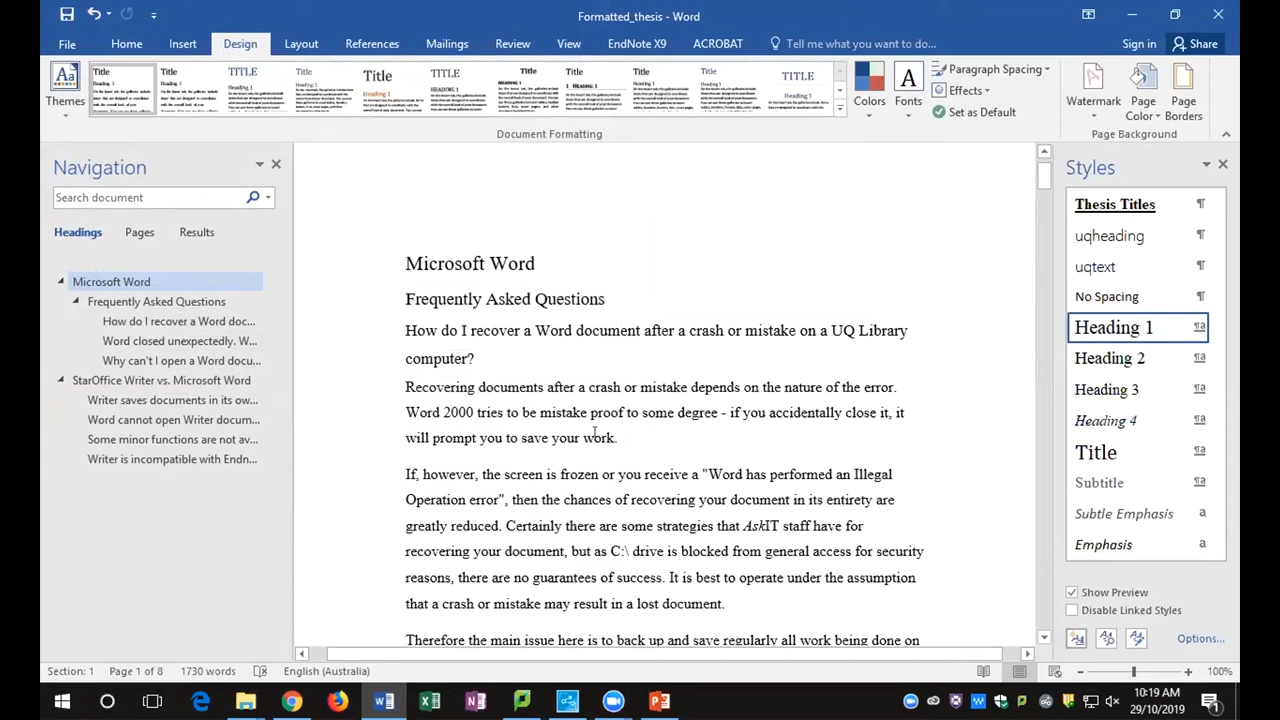 Formatted_thesis - Word
File Home Insert Design Layout References Mailings Review View EndNote X9 ACROBAT Tell me what you want to do... Sign in Share
Themes
Colors
Fonts
Paragraph Spacing
Effects
Set as Default
Watermark
Page Color
Page Borders
Document Formatting
Page Background
Navigation
Search document
Headings Pages Results
Microsoft Word
Frequently Asked Questions
How do I recover a Word doc...
Word closed unexpectedly. W...
Why can't I open a Word docu...
StarOffice Writer vs. Microsoft Word
Writer saves documents in its ow...
Word cannot open Writer docum...
Some minor functions are not av...
Writer is incompatible with Endn...
Microsoft Word
Frequently Asked Questions
How do I recover a Word document after a crash or mistake on a UQ Library
computer?
Recovering documents after a crash or mistake depends on the nature of the error.
Word 2000 tries to be mistake proof to some degree - if you accidentally close it, it
will prompt you to save your work.
If, however, the screen is frozen or you receive a "Word has performed an Illegal
Operation error", then the chances of recovering your document in its entirety are
greatly reduced. Certainly there are some strategies that AskIT staff have for
recovering your document, but as C:\ drive is blocked from general access for security
reasons, there are no guarantees of success. It is best to operate under the assumption
that a crash or mistake may result in a lost document.
Therefore the main issue here is to back up and save regularly all work being done on
Styles
Thesis Titles
uqheading
uqtext
No Spacing
Heading 1
Heading 2
Heading 3
Heading 4
Title
Subtitle
Subtle Emphasis
Emphasis
Show Preview
Disable Linked Styles
Options...
Section: 1 Page 1 of 8 1730 words English (Australia) 100%
10:19 AM
29/10/2019